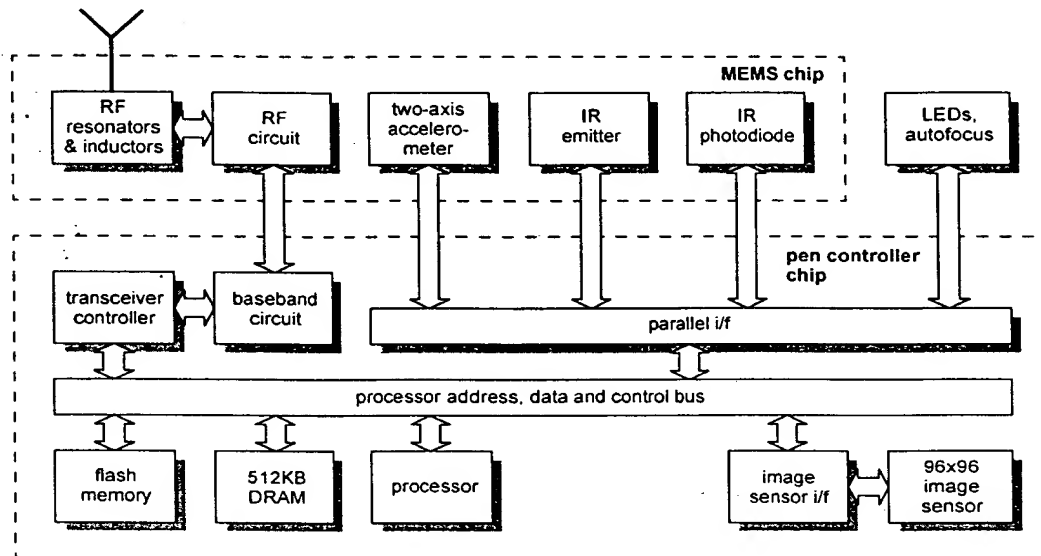 MEMS chip
RF
resonators
& inductors
RF
circuit
two-axis
accelero-
meter
IR
emitter
IR
photodiode
LEDs,
autofocus
pen controller
chip
transceiver
controller
baseband
circuit
parallel i/f
processor address, data and control bus
flash
memory
512KB
DRAM
processor
image
sensor i/f
96x96
image
sensor